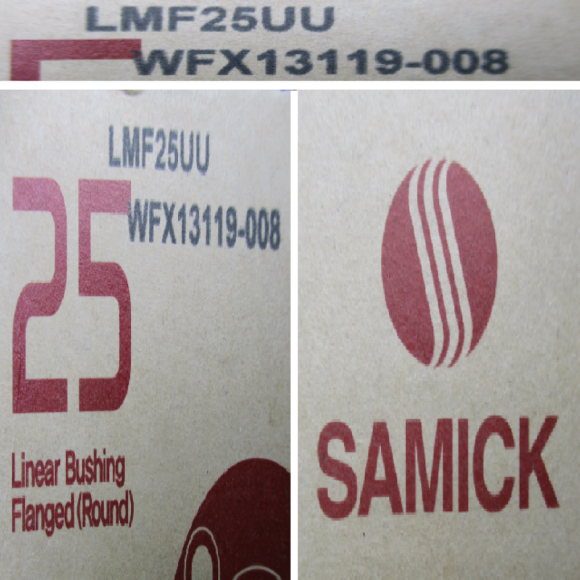 LMF25UU
WFX13119-008
LMF25UU
25
WFX13119-008
Linear Bushing
Flanged (Round)
SAMICK